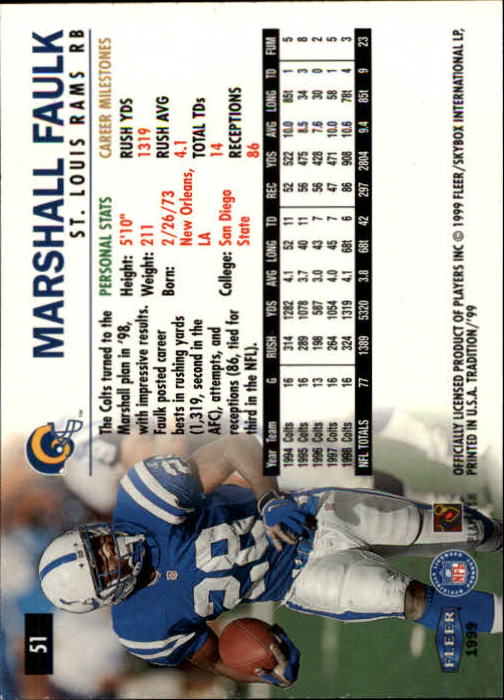 51
MARSHALL FAULK
ST. LOUIS RAMS RB
The Colts turned to the
Marshall plan in '98,
with impressive results.
Faulk posted career
bests in rushing yards
(1,319, second in the
AFC), attempts, and
receptions (86, tied for
third in the NFL).
PERSONAL STATS
Height: 5'10"
Weight: 211
Born:
2/26/73
New Orleans,
LA
College: San Diego
State
CAREER MILESTONES
RUSH YDS
1319
RUSH AVG
4.1
TOTAL TDs
14
RECEPTIONS
86
Year Team G RUSH YDS AVG LONG TD REC YDS AVG LONG TD FUM
1994 Colts 16 314 1282 4.1 52 11 52 522 10.0 85t 1 5
1995 Colts 16 289 1078 3.7 40 11 56 475 8.5 34 3 8
1996 Colts 13 198 587 3.0 43 7 56 428 7.6 30 0 2
1997 Colts 16 264 1054 4.0 45 7 47 471 10.0 58 1 5
1998 Colts 16 324 1319 4.1 68t 6 86 908 10.6 78t 4 3
NFL TOTALS 77 1389 5320 3.8 68t 42 297 2804 9.4 85t 9 23
OFFICIALLY LICENSED PRODUCT OF PLAYERS INC © 1999 FLEER/SKYBOX INTERNATIONAL LP,
PRINTED IN U.S.A. TRADITION/'99
28
NFL
FLEER
1999